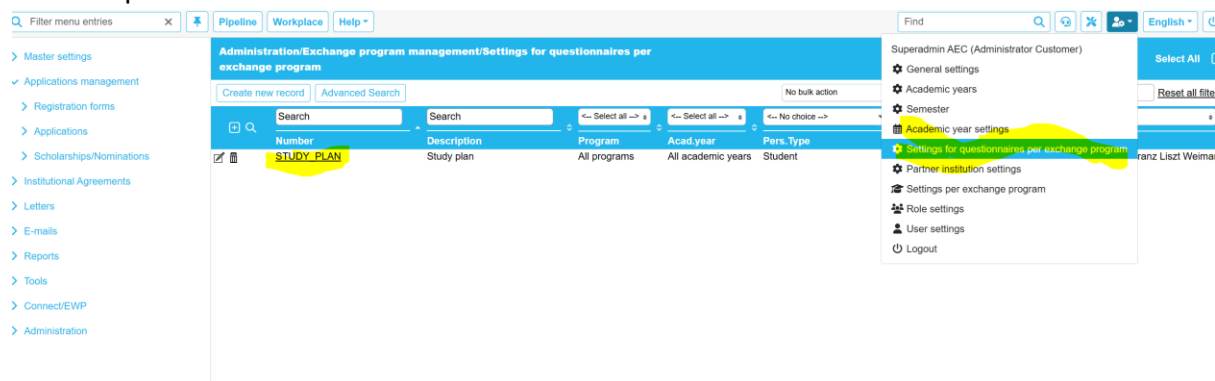 Filter menu entries X
Pipeline Workplace Help
Find
English
Master settings
Applications management
Registration forms
Applications
Scholarships/Nominations
Institutional Agreements
Letters
E-mails
Reports
Tools
Connect/EWP
Administration
Administration/Exchange program management/Settings for questionnaires per
exchange program
Select All
Create new record Advanced Search
No bulk action
Reset all filte
Search Search <-- Select all --> <-- Select all --> <-- No choice -->
Number Description Program Acad.year Pers.Type
STUDY_PLAN Study plan All programs All academic years Student
ranz Liszt Weimar
Superadmin AEC (Administrator Customer)
General settings
Academic years
Semester
Academic year settings
Settings for questionnaires per exchange program
Partner institution settings
Settings per exchange program
Role settings
User settings
Logout